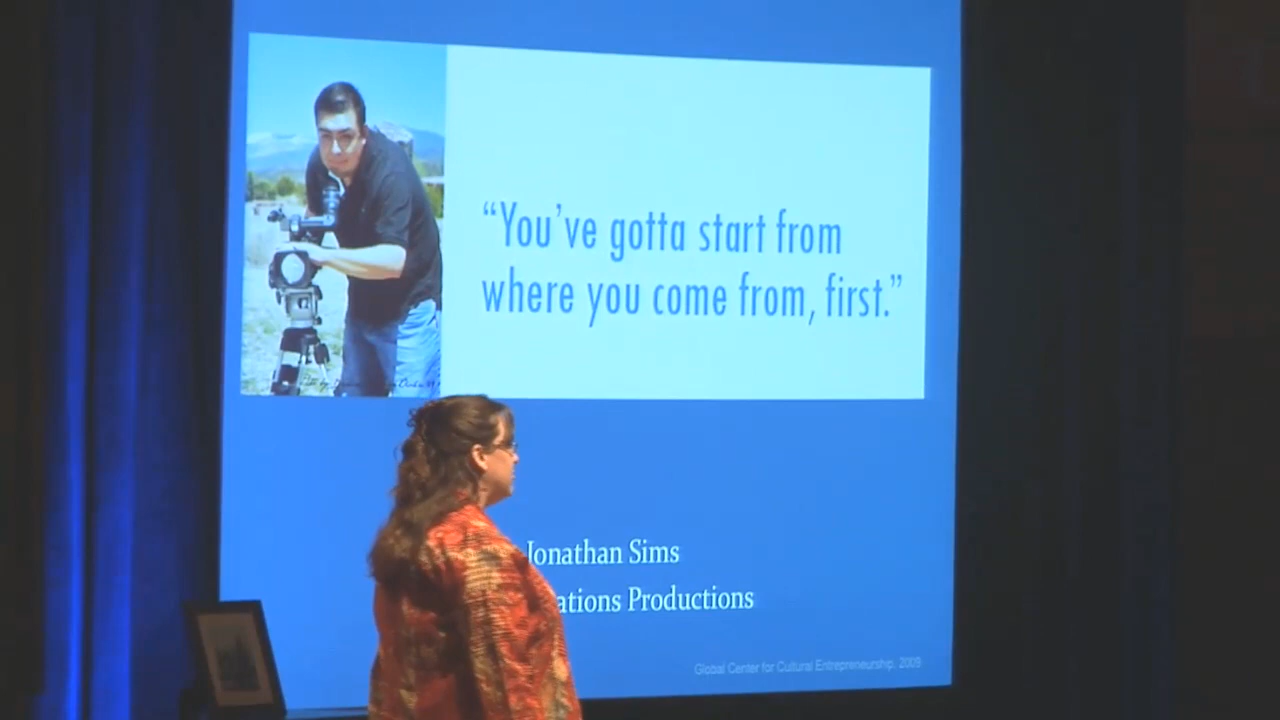 “You’ve gotta start from
where you come from, first.”
Jonathan Sims
Productions
Global Center for Cultural Entrepreneurship, 2009